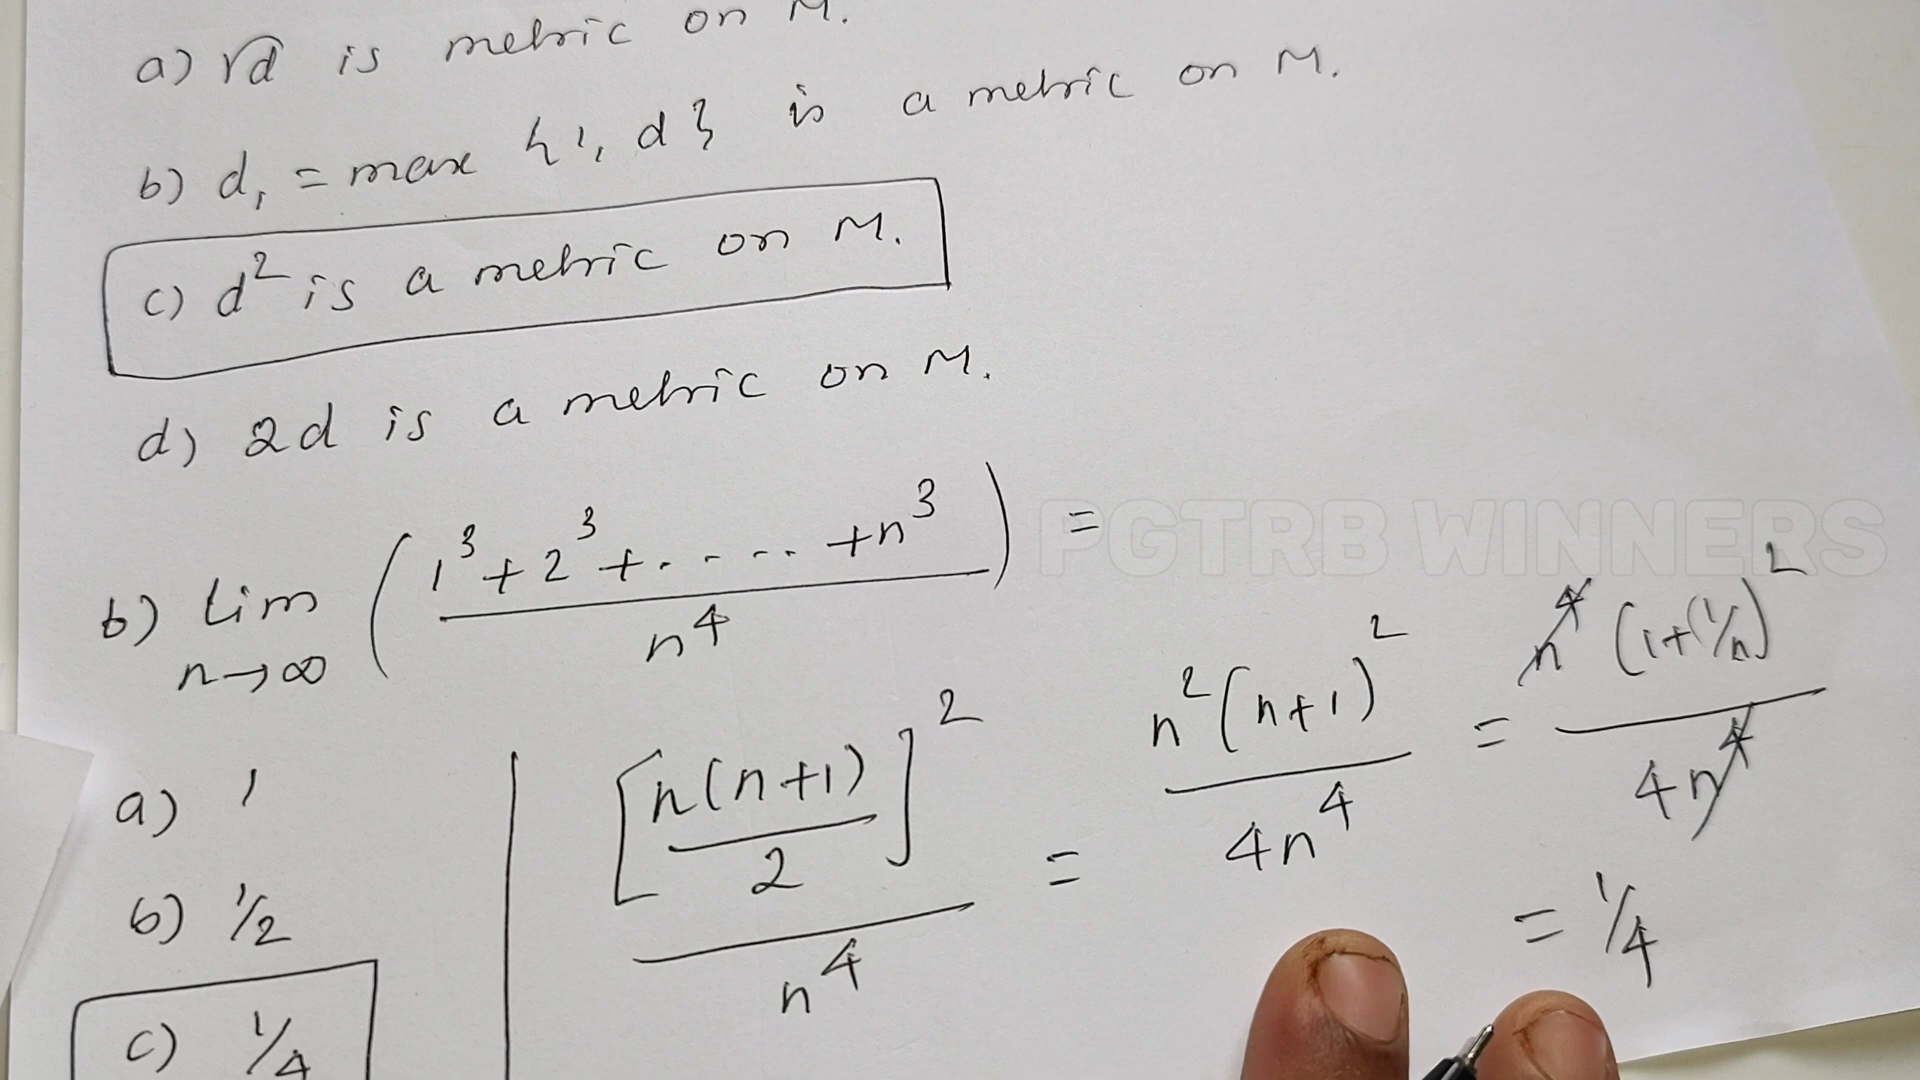 a) √d is metric on M.
b) d₁ = max {1, d} is a metric on M.
c) d² is a metric on M.
d) 2d is a metric on M.
b) Lim n→∞ ( 1³+2³+.....+n³ / n⁴ ) =
PGTRB WINNERS
a) 1
b) 1/2
c) 1/4
[n(n+1)/2]² / n⁴ = n²(n+1)² / 4n⁴ = n⁴(1+(1/n)² / 4n⁴
= 1/4